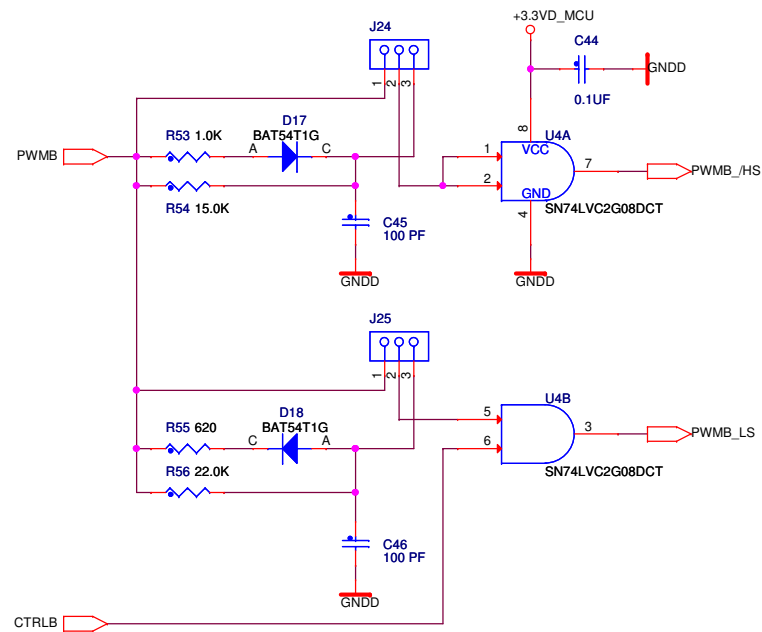 +3.3VD_MCU
J24
C44
GNDD
1
2
3
0.1UF
D17
R53 1.0K
BAT54T1G
8
U4A
PWMB
A
C
1
VCC
7
PWMB_/HS
2
GND
R54 15.0K
4
SN74LVC2G08DCT
C45
100 PF
GNDD
GNDD
J25
1
2
3
U4B
D18
5
R55 620
BAT54T1G
C
A
6
3
PWMB_LS
R56 22.0K
SN74LVC2G08DCT
C46
100 PF
GNDD
CTRLB